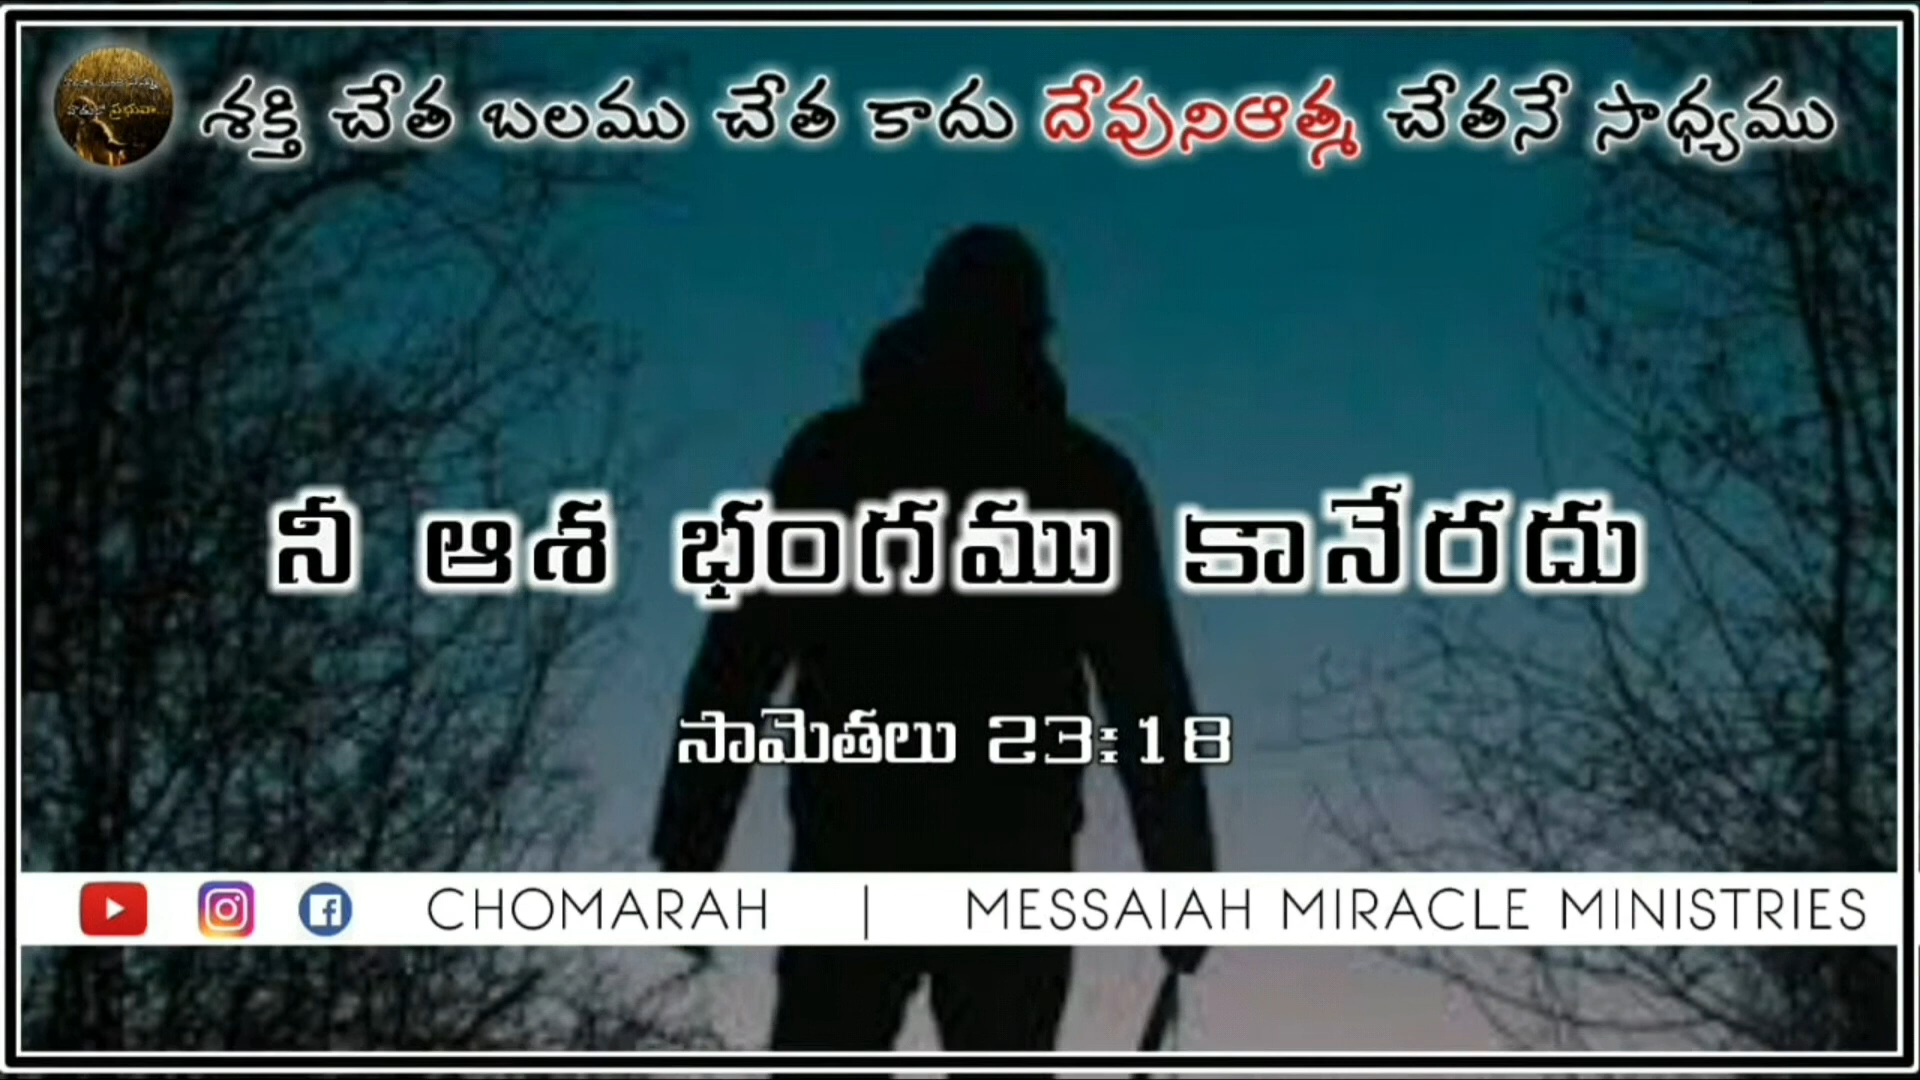 శక్తి చేత బలము చేత కాదు దేవునిఆత్మ చేతనే సాధ్యము
నీ ఆశ భంగము కానేరదు
సామెతలు 23:18
CHOMARAH | MESSAIAH MIRACLE MINISTRIES